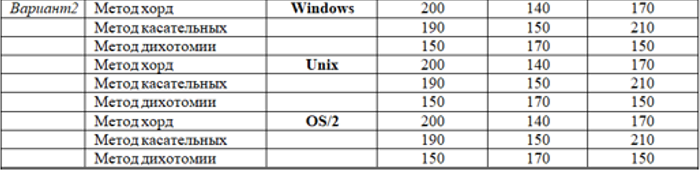 Вариант2 Метод хорд Windows 200 140 170
Метод касательных 190 150 210
Метод дихотомии 150 170 150
Метод хорд Unix 200 140 170
Метод касательных 190 150 210
Метод дихотомии 150 170 150
Метод хорд OS/2 200 140 170
Метод касательных 190 150 210
Метод дихотомии 150 170 150